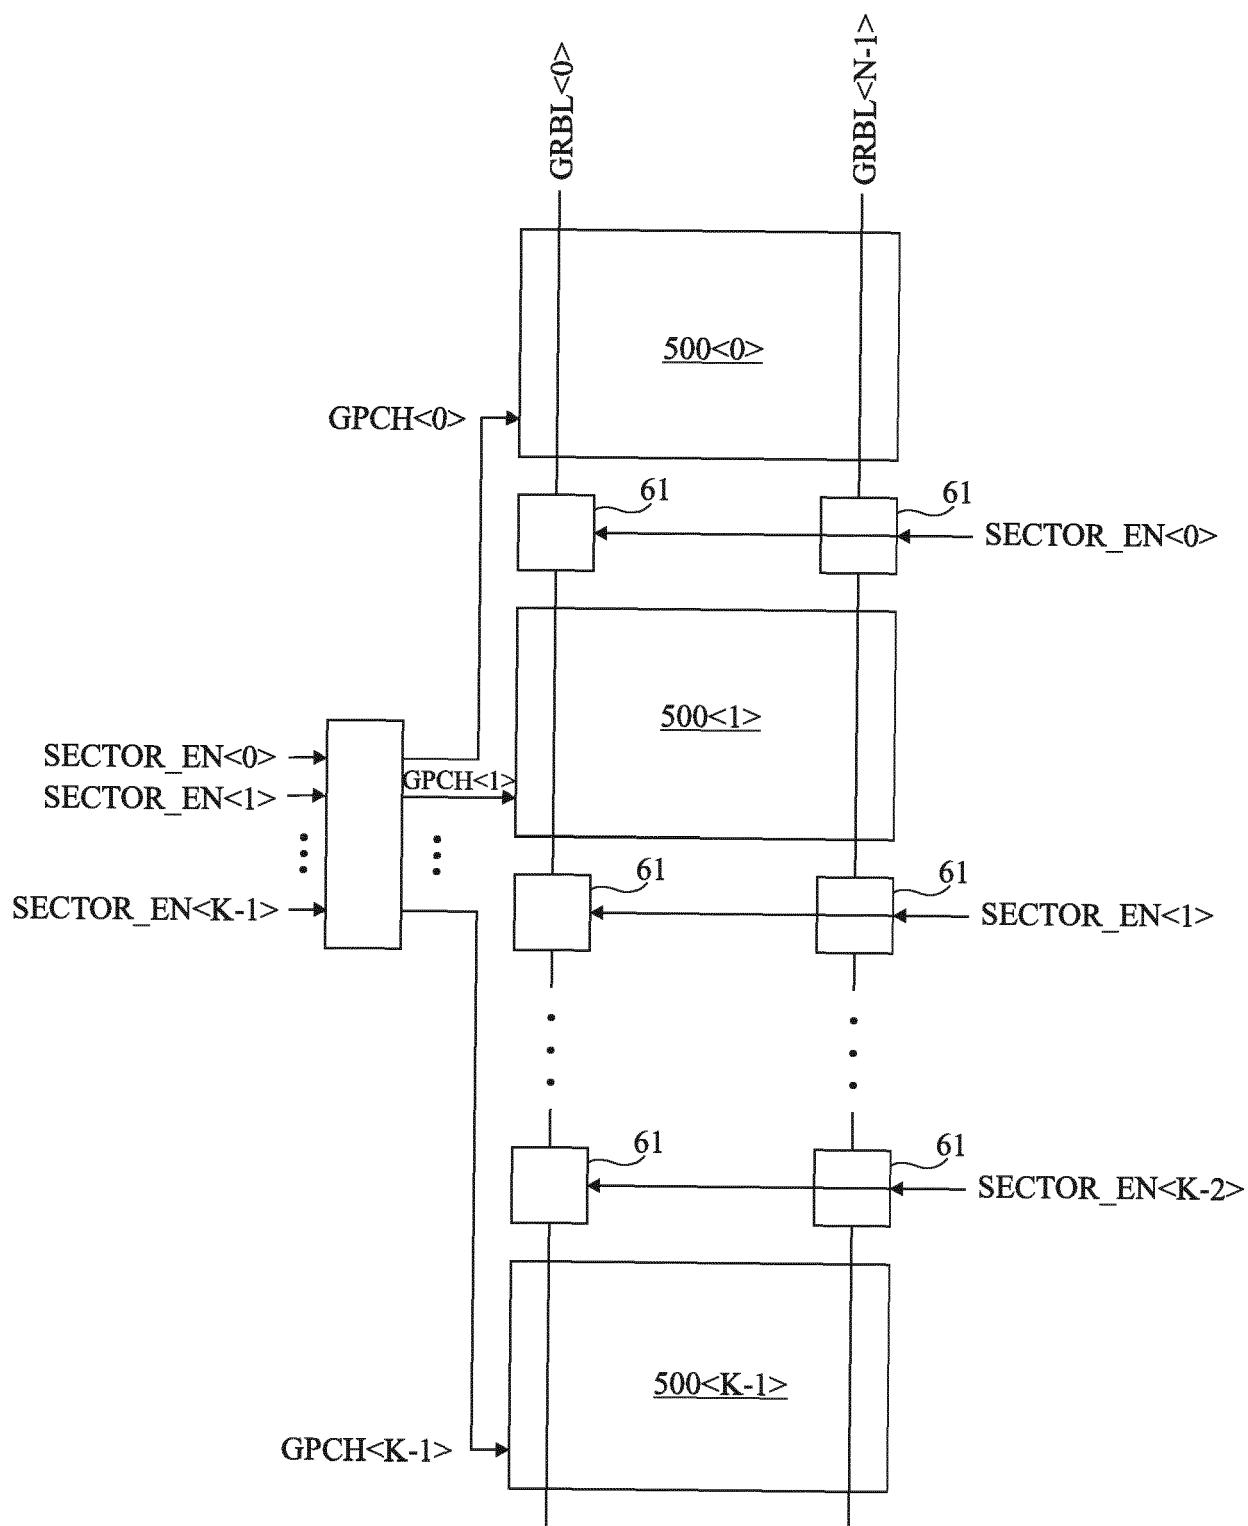 GRBL<0>
GRBL<N-1>
500<0>
GPCH<0>
61
61
SECTOR_EN<0>
500<1>
SECTOR_EN<0>
GPCH<1>
SECTOR_EN<1>
61
61
SECTOR_EN<K-1>
SECTOR_EN<1>
61
61
SECTOR_EN<K-2>
500<K-1>
GPCH<K-1>